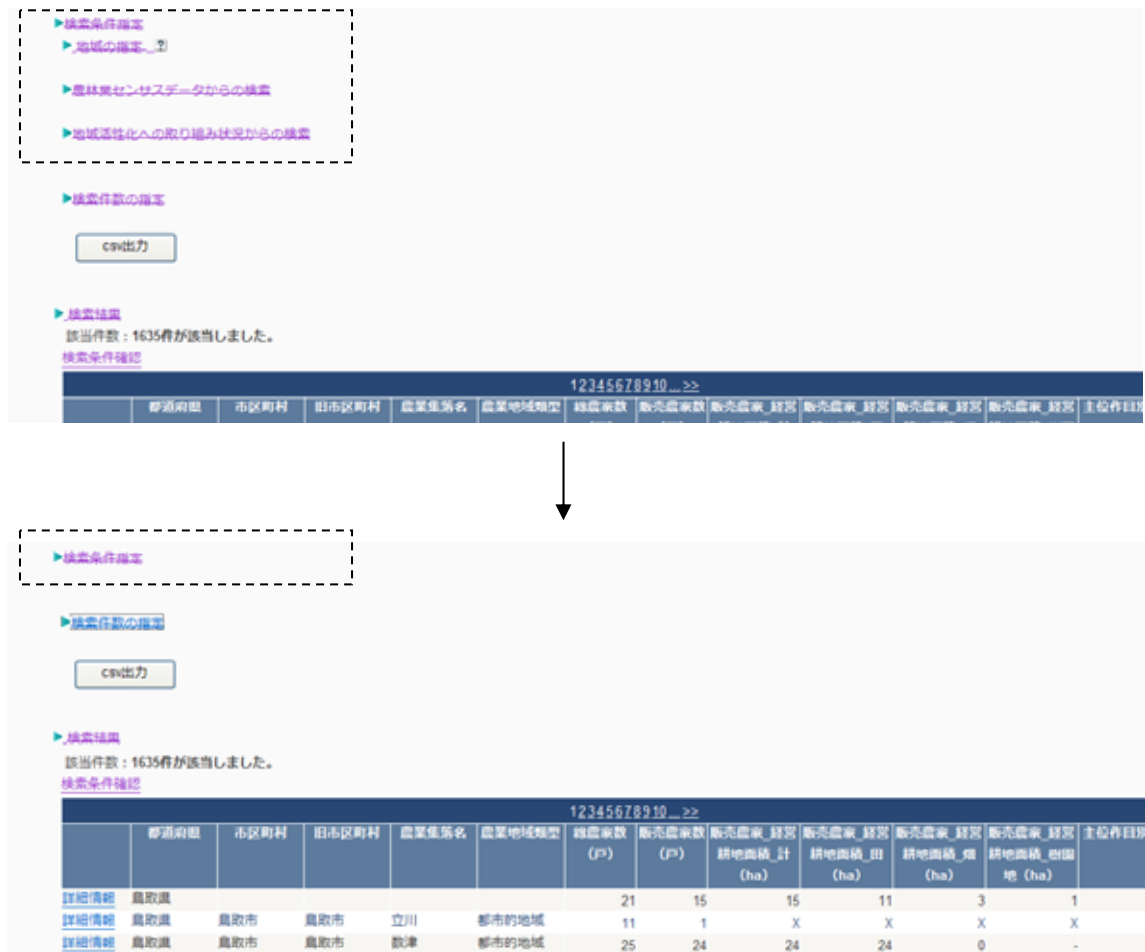 ▶検索条件指定
▶ 地域の指定 ?
▶農林業センサスデータからの検索
▶地域活性化への取り組み状況からの検索
▶検索件数の指定
csv出力
▶ 検索結果
該当件数：1635件が該当しました。
検索条件確認
12345678910... >>
都道府県 市区町村 旧市区町村 農業集落名 農業地域類型 総農家数 販売農家数 販売農家_経営 販売農家_経営 販売農家_経営 販売農家_経営 主位作目別
▶検索条件指定
▶検索件数の指定
csv出力
▶ 検索結果
該当件数：1635件が該当しました。
検索条件確認
12345678910... >>
都道府県 市区町村 旧市区町村 農業集落名 農業地域類型 総農家数 販売農家数 販売農家_経営 販売農家_経営 販売農家_経営 販売農家_経営 主位作目別
（戸） （戸） 耕地面積_計 耕地面積_田 耕地面積_畑 耕地面積_樹園
（ha） （ha） （ha） 地（ha）
詳細情報 鳥取県 21 15 15 11 3 1
詳細情報 鳥取県 鳥取市 鳥取市 立川 都市的地域 11 1 X X X X
詳細情報 鳥取県 鳥取市 鳥取市 数津 都市的地域 25 24 24 24 0 -